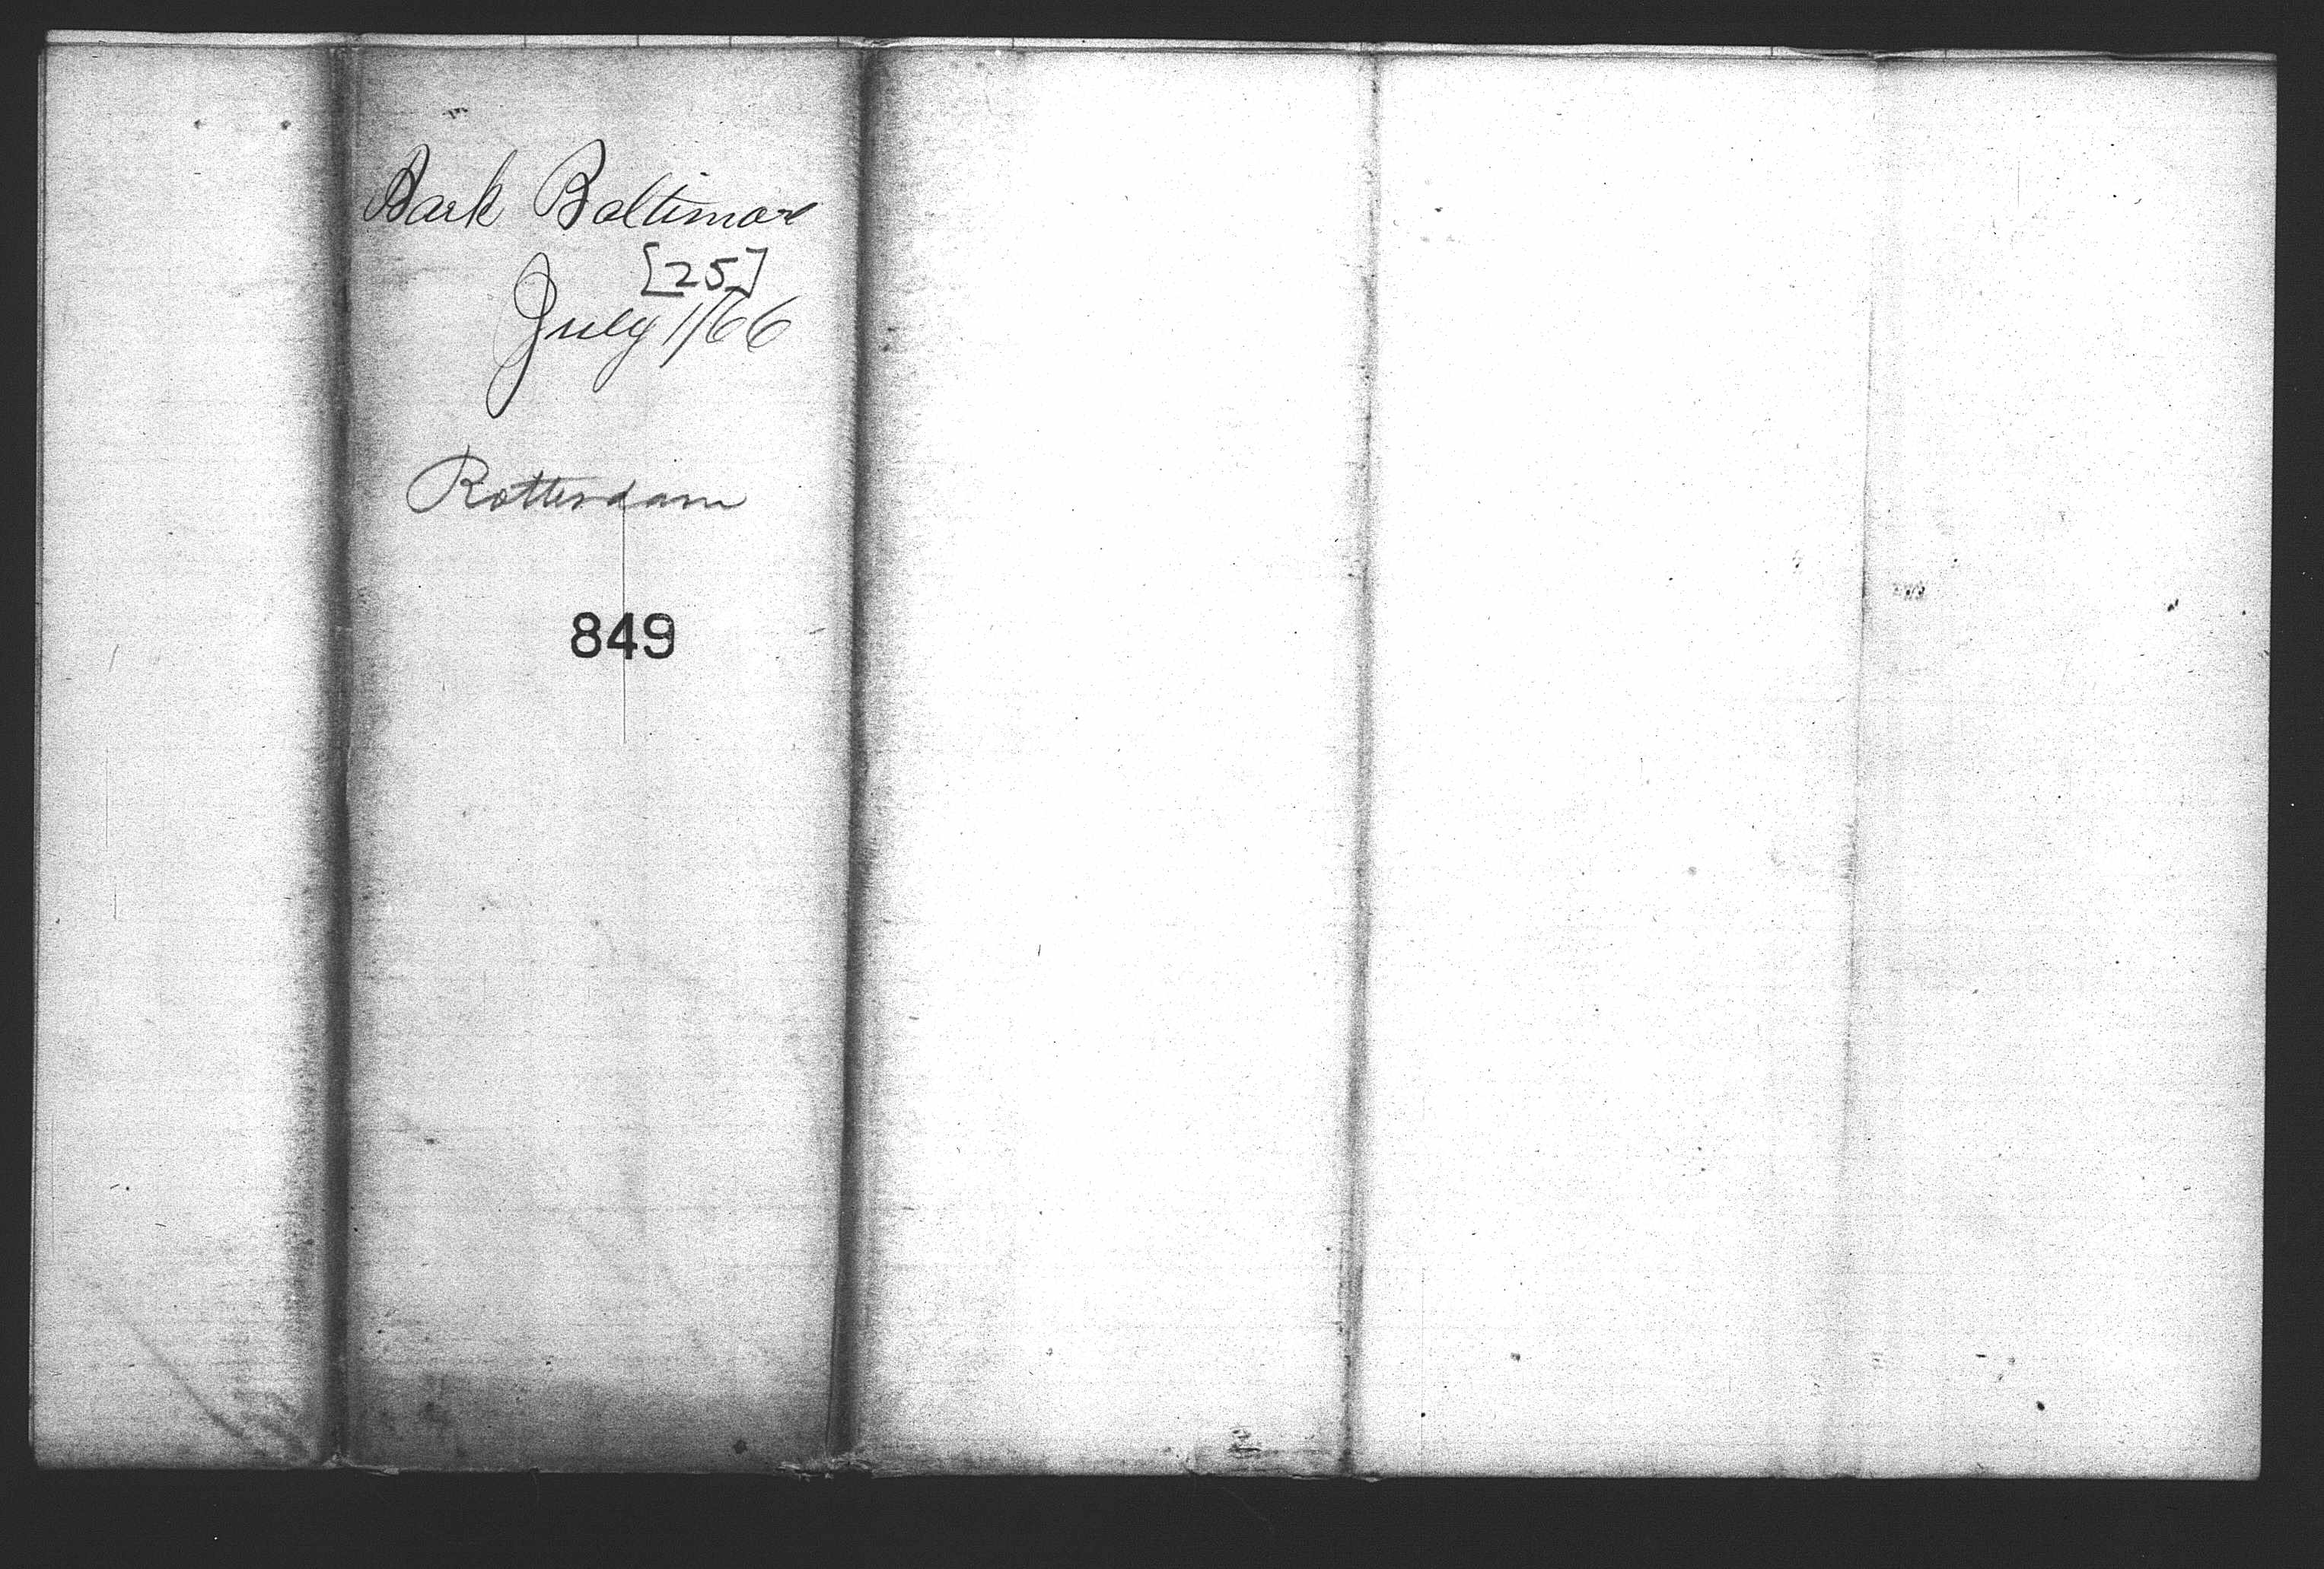 Bark Baltimore
[25]
July 1/66
Rotterdam
849